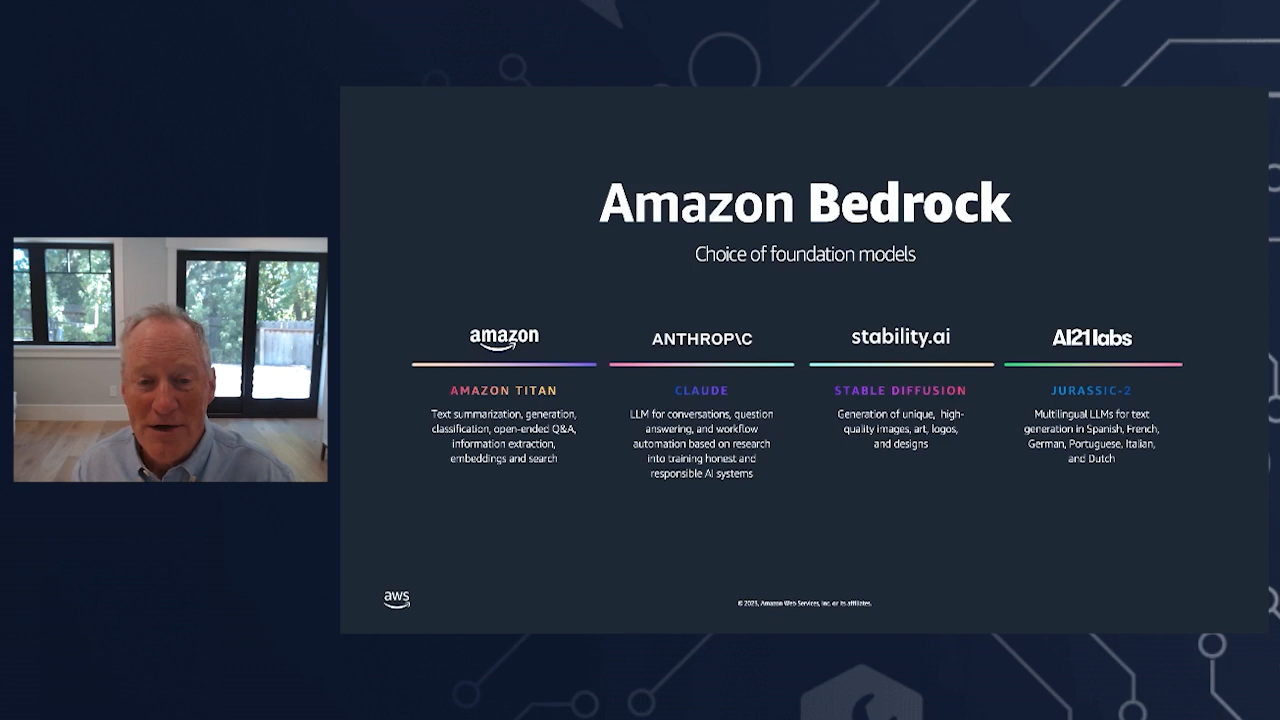 Amazon Bedrock
Choice of foundation models
amazon
AMAZON TITAN
Text summarization, generation,
classification, open-ended Q&A,
information extraction,
embeddings and search
ANTHROP\C
CLAUDE
LLM for conversations, question
answering, and workflow
automation based on research
into training honest and
responsible AI systems
stability.ai
STABLE DIFFUSION
Generation of unique, high-
quality images, art, logos,
and designs
AI21labs
JURASSIC-2
Multilingual LLMs for text
generation in Spanish, French,
German, Portuguese, Italian,
and Dutch
aws
© 2023, Amazon Web Services, Inc. or its affiliates.